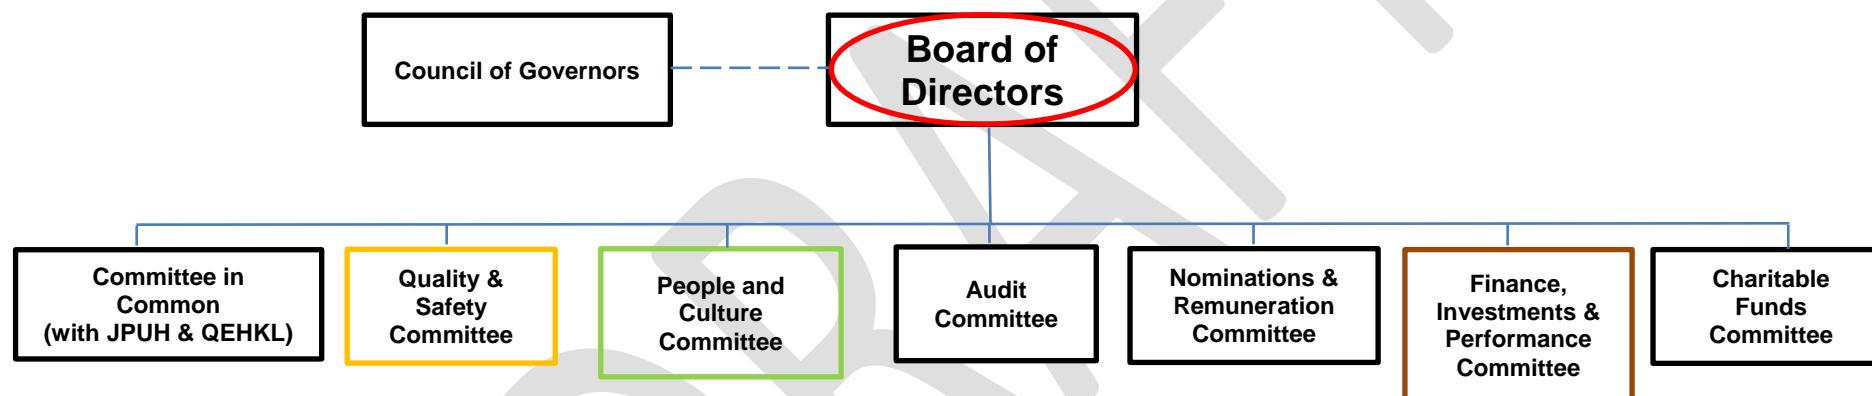 Council of Governors
Board of
Directors
Committee in
Common
(with JPUH & QEHKL)
Quality &
Safety
Committee
People and
Culture
Committee
Audit
Committee
Nominations &
Remuneration
Committee
Finance,
Investments &
Performance
Committee
Charitable
Funds
Committee
DRAFT